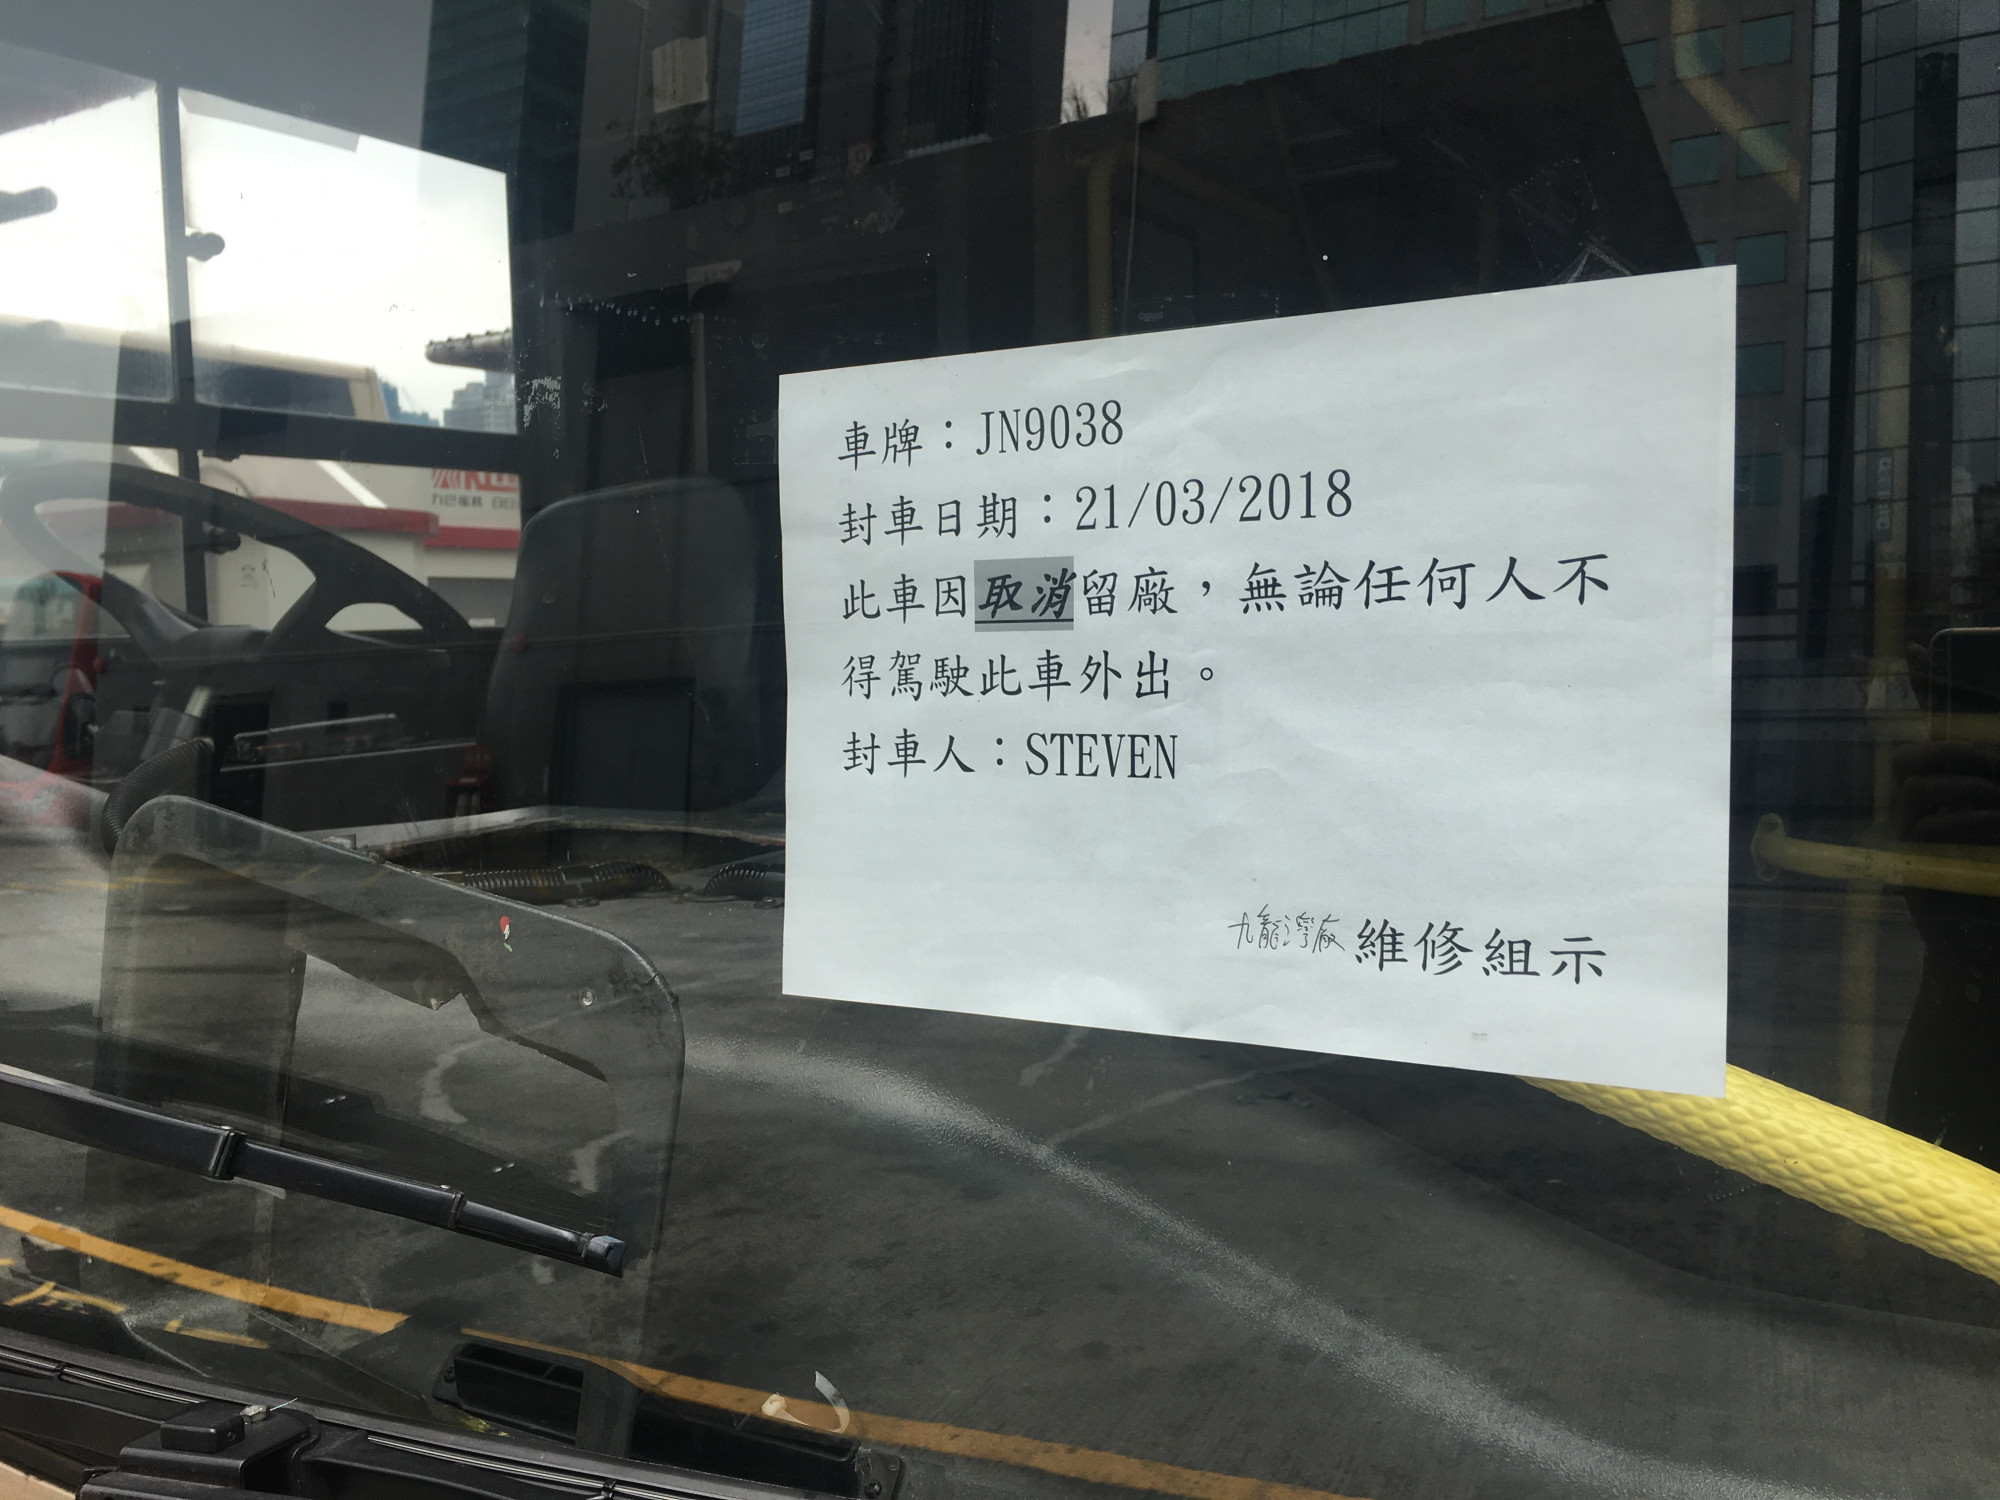 車牌：JN9038
封車日期：21/03/2018
此車因取消留廠，無論任何人不
得駕駛此車外出。
封車人：STEVEN
九龍灣廠 維修組示